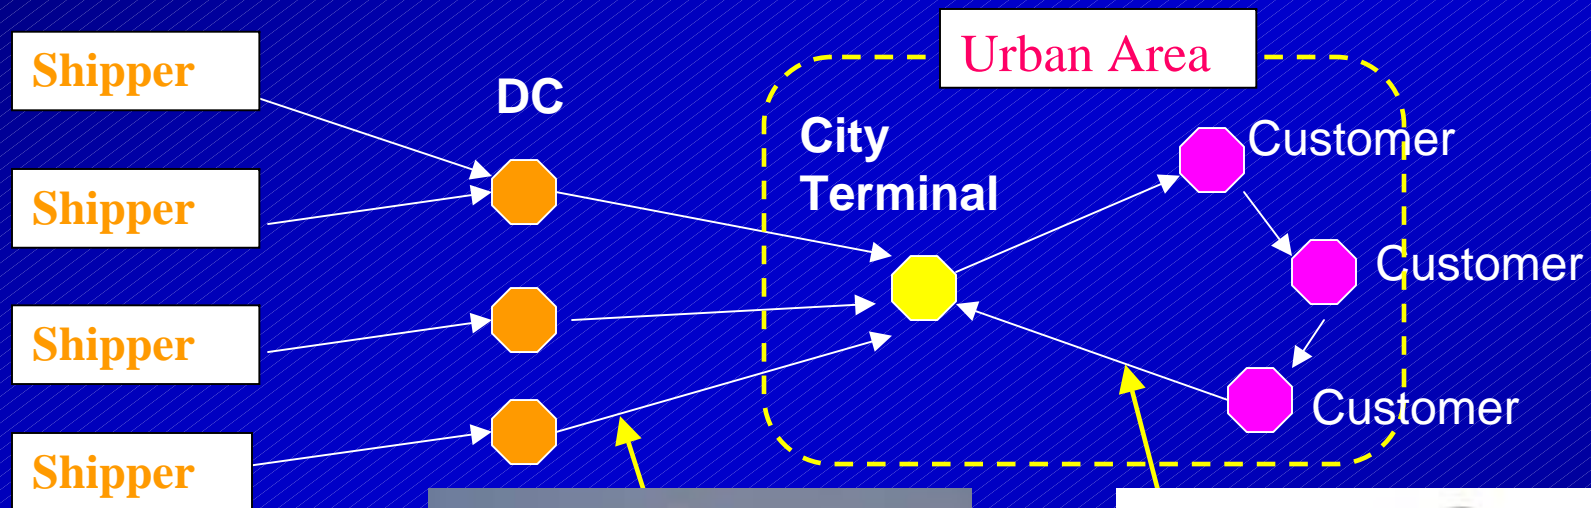 Urban Area
Shipper
DC
City
Terminal
Customer
Shipper
Customer
Shipper
Customer
Shipper